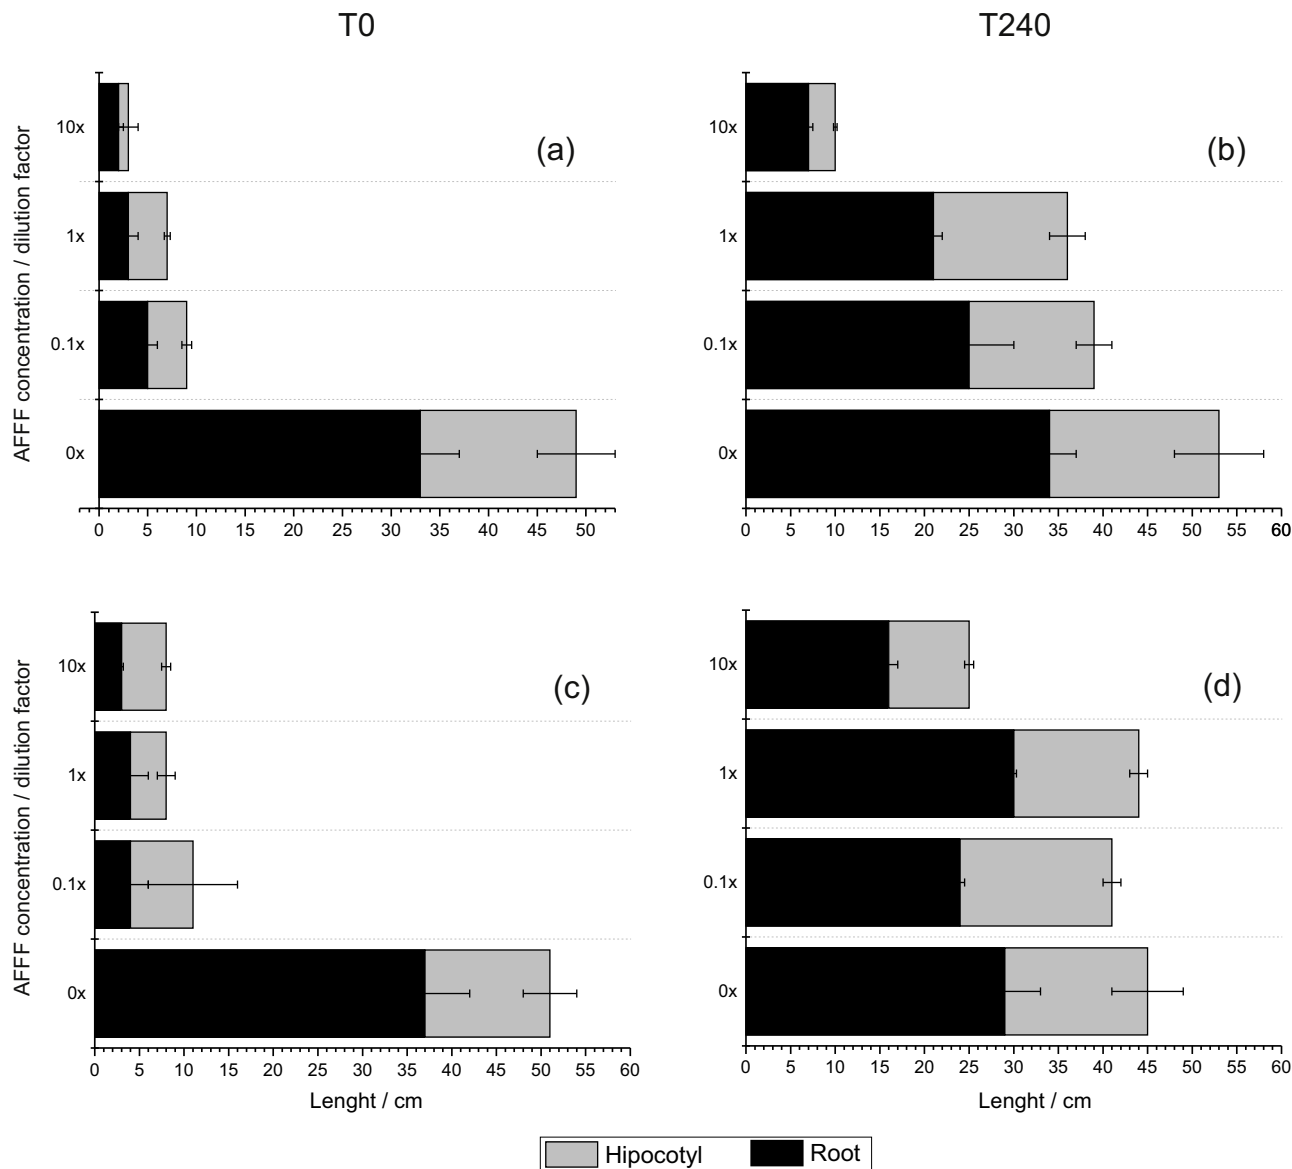 T0
T240
AFFF concentration / dilution factor
10x
1x
0.1x
0x
(a)
0 5 10 15 20 25 30 35 40 45 50
10x
1x
0.1x
0x
(b)
0 5 10 15 20 25 30 35 40 45 50 55 60
AFFF concentration / dilution factor
10x
1x
0.1x
0x
(c)
0 5 10 15 20 25 30 35 40 45 50 55 60
Lenght / cm
10x
1x
0.1x
0x
(d)
0 5 10 15 20 25 30 35 40 45 50 55 60
Lenght / cm
Hipocotyl Root